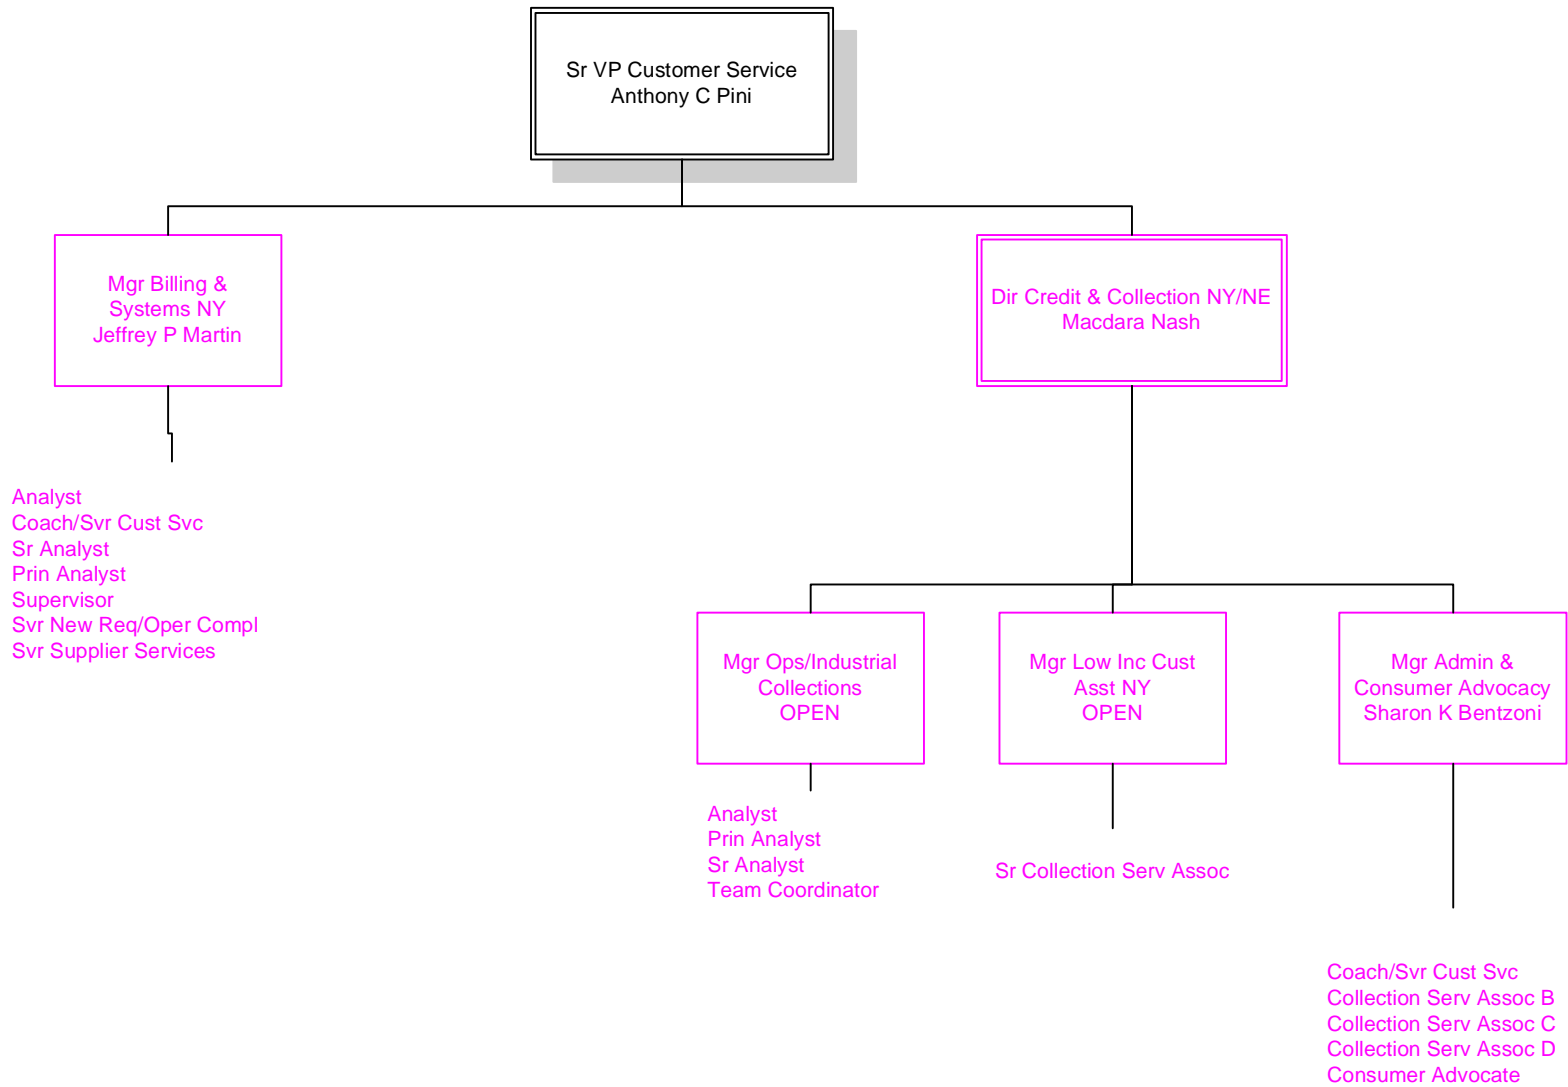 Sr VP Customer Service
Anthony C Pini
Mgr Billing &
Systems NY
Jeffrey P Martin
Dir Credit & Collection NY/NE
Macdara Nash
Analyst
Coach/Svr Cust Svc
Sr Analyst
Prin Analyst
Supervisor
Svr New Req/Oper Compl
Svr Supplier Services
Mgr Ops/Industrial
Collections
OPEN
Mgr Low Inc Cust
Asst NY
OPEN
Mgr Admin &
Consumer Advocacy
Sharon K Bentzoni
Analyst
Prin Analyst
Sr Analyst
Team Coordinator
Sr Collection Serv Assoc
Coach/Svr Cust Svc
Collection Serv Assoc B
Collection Serv Assoc C
Collection Serv Assoc D
Consumer Advocate